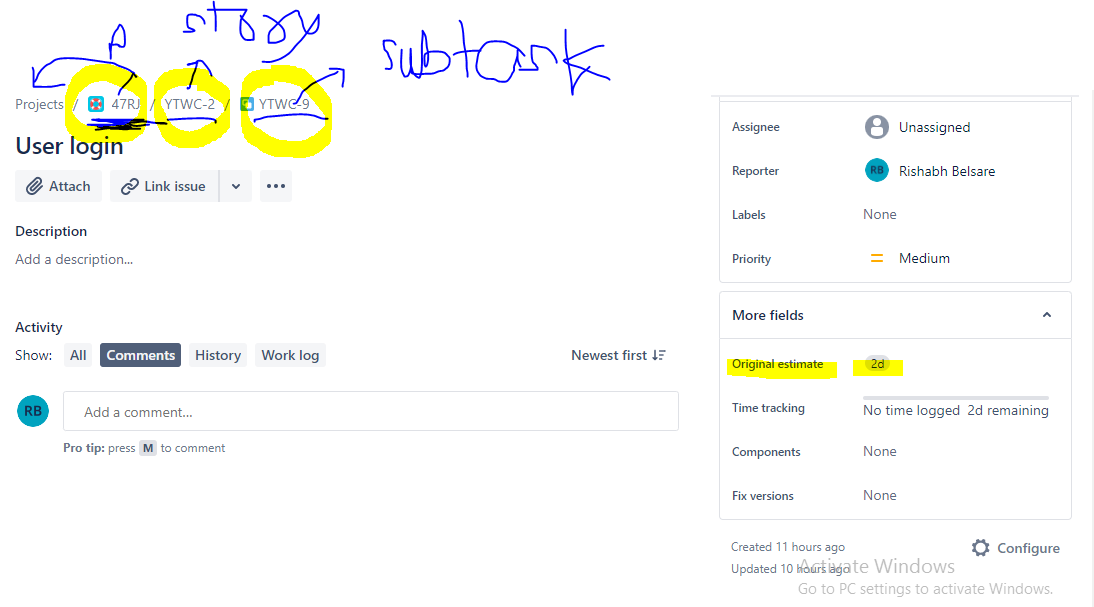 story
P
subtask
Projects / 47RJ / YTWC-2 / YTWC-9
User login
Attach
Link issue
Description
Add a description...
Activity
Show: All Comments History Work log Newest first
RB
Add a comment...
Pro tip: press M to comment
Assignee Unassigned
Reporter RB Rishabh Belsare
Labels None
Priority Medium
More fields
Original estimate 2d
Time tracking No time logged 2d remaining
Components None
Fix versions None
Created 11 hours ago
Configure
Updated 10 hours ago
Activate Windows
Go to PC settings to activate Windows.